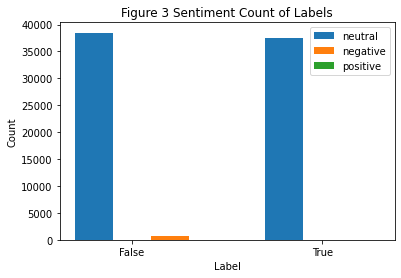 Figure 3 Sentiment Count of Labels
40000
35000
30000
25000
20000
15000
10000
5000
0
Count
neutral
negative
positive
False
True
Label